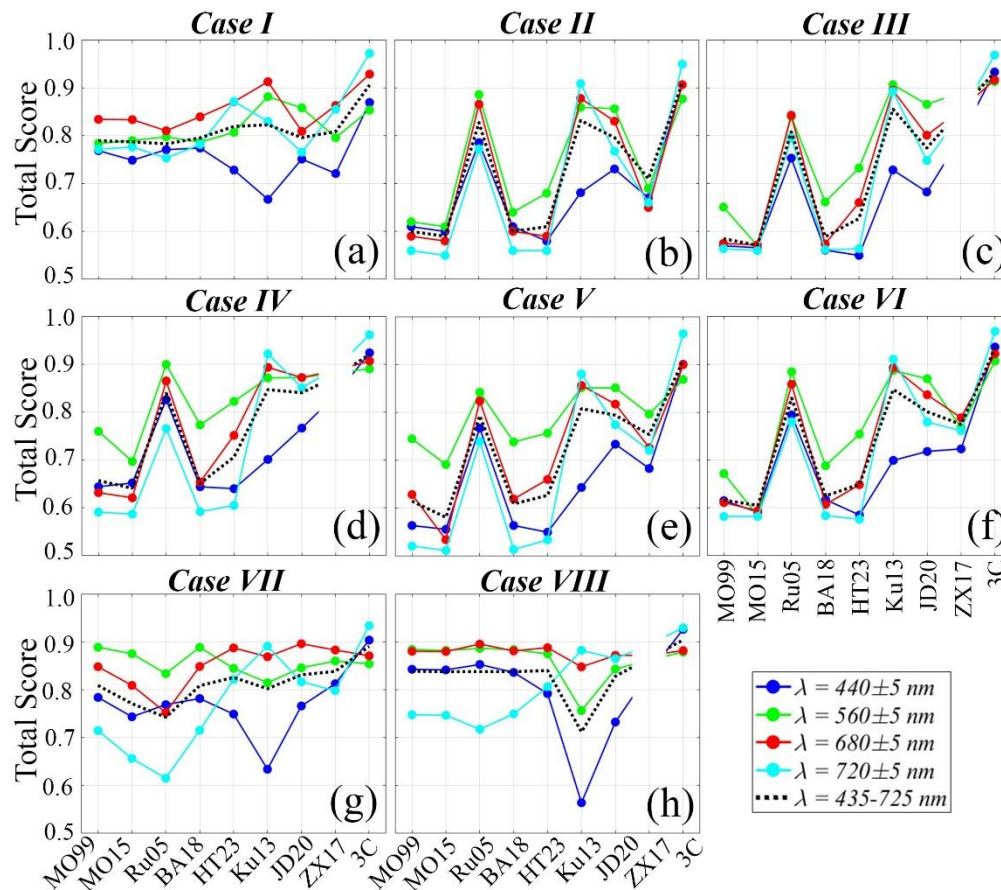 Case I
Case II
Case III
Total Score
1.0
0.9
0.8
0.7
0.6
0.5
(a)
(b)
(c)
Case IV
Case V
Case VI
Total Score
1.0
0.9
0.8
0.7
0.6
0.5
(d)
(e)
(f)
MO99
MO15
Ru05
BA18
HT23
Ku13
JD20
ZX17
3C
Case VII
Case VIII
Total Score
1.0
0.9
0.8
0.7
0.6
0.5
(g)
(h)
MO99
MO15
Ru05
BA18
HT23
Ku13
JD20
ZX17
3C
MO99
MO15
Ru05
BA18
HT23
Ku13
JD20
ZX17
3C
λ = 440±5 nm
λ = 560±5 nm
λ = 680±5 nm
λ = 720±5 nm
λ = 435-725 nm